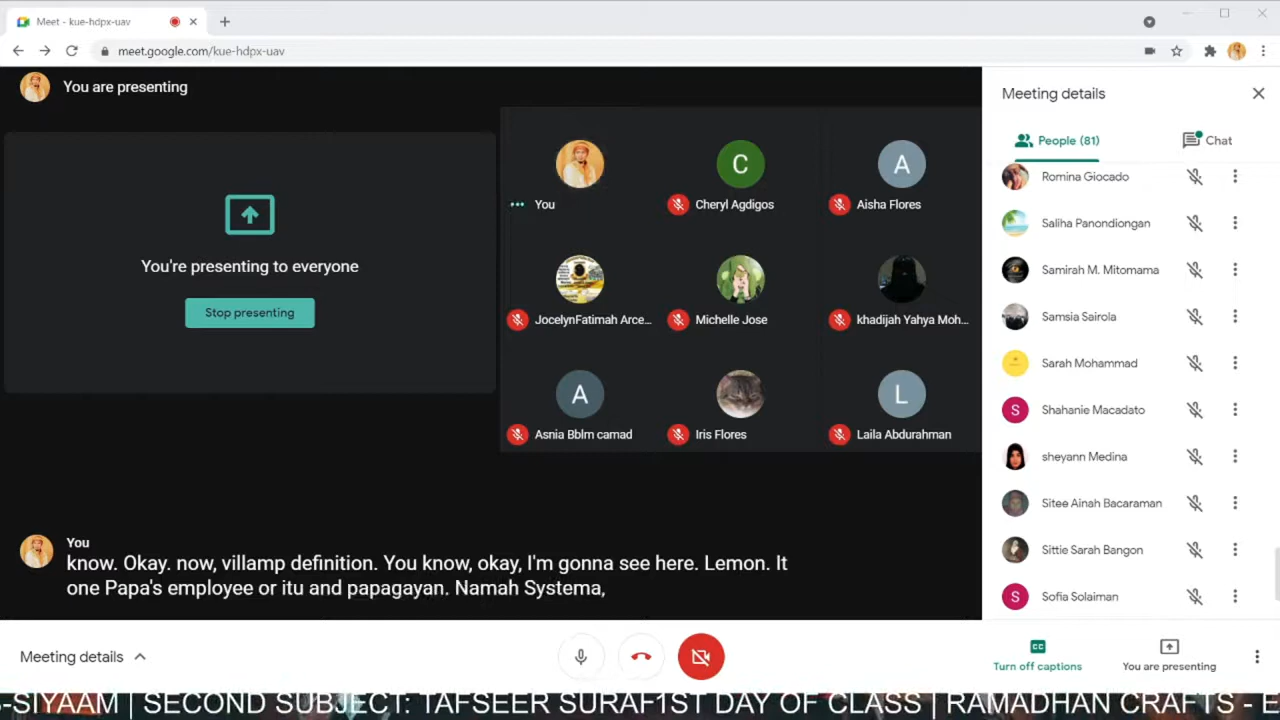 Meet - kue-hdpx-uav
meet.google.com/kue-hdpx-uav
You are presenting
You're presenting to everyone
Stop presenting
You
C
Cheryl Agdigos
A
Aisha Flores
JocelynFatimah Arce...
Michelle Jose
khadijah Yahya Moh...
A
Asnia Bblm camad
Iris Flores
L
Laila Abdurahman
You
know. Okay. now, villamp definition. You know, okay, I'm gonna see here. Lemon. It
one Papa's employee or itu and papagayan. Namah Systema,
Meeting details
People (81)
Chat
Romina Giocado
Saliha Panondiongan
Samirah M. Mitomama
Samsia Sairola
Sarah Mohammad
S
Shahanie Macadato
sheyann Medina
Sitee Ainah Bacaraman
Sittie Sarah Bangon
S
Sofia Solaiman
Meeting details
CC
Turn off captions
You are presenting
-SIYAAM | SECOND SUBJECT: TAFSEER SURAF1ST DAY OF CLASS | RAMADHAN CRAFTS - E